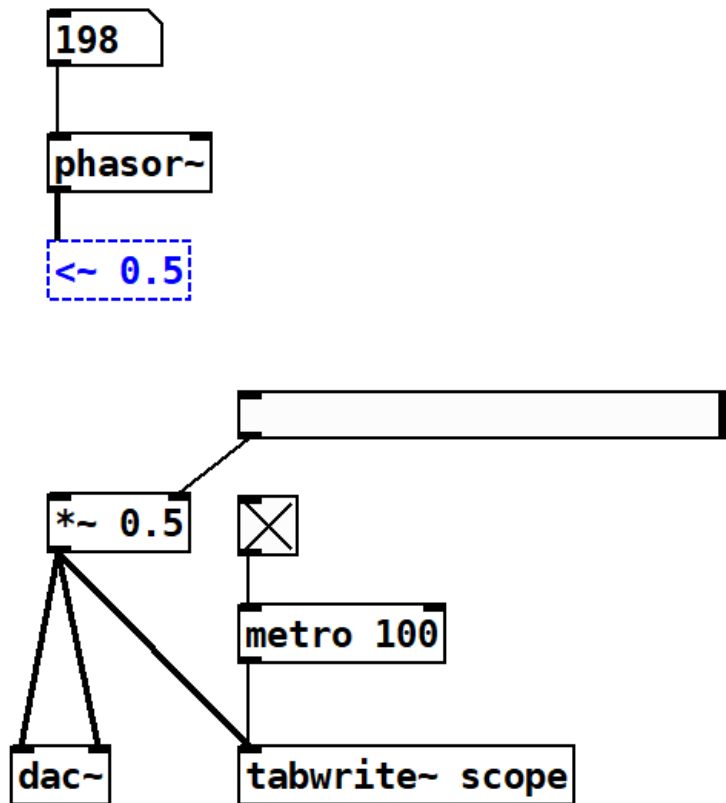 198
phasor~
<~ 0.5
*~ 0.5
metro 100
dac~
tabwrite~ scope